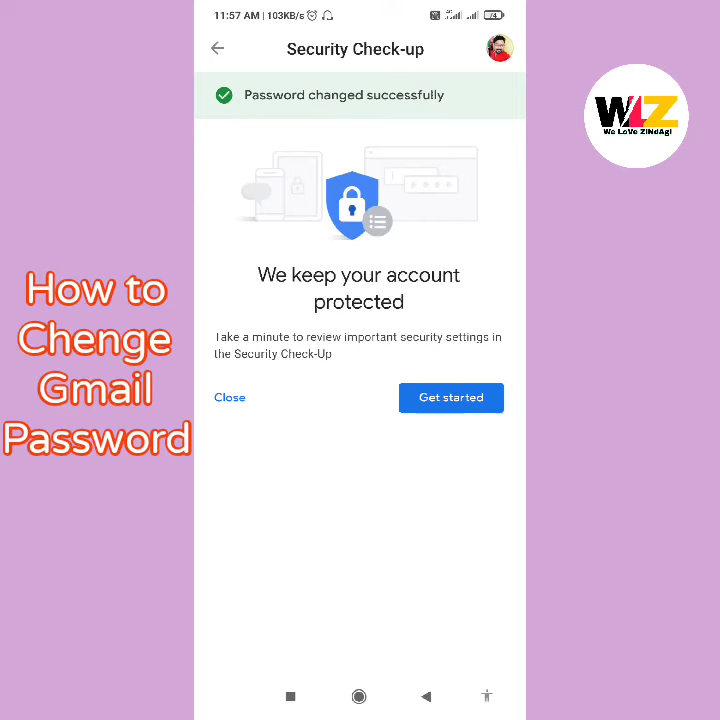 11:57 AM | 103KB/s
74
Security Check-up
Password changed successfully
WLZ
We LoVe ZINdAgI
We keep your account
protected
How to
Chenge
Gmail
Password
Take a minute to review important security settings in
the Security Check-Up
Close
Get started